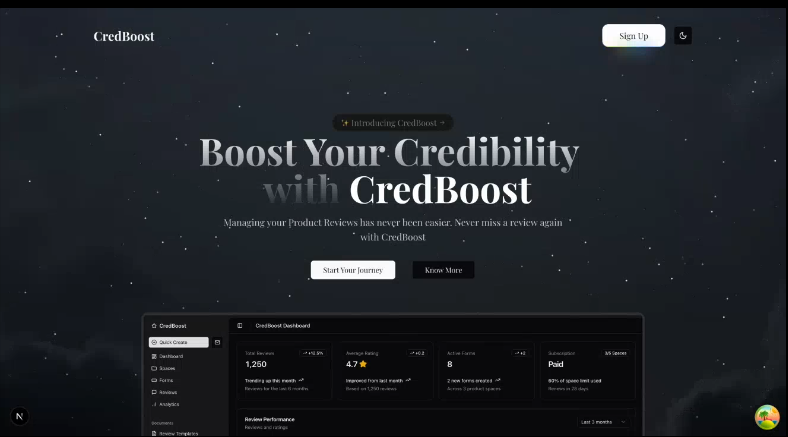 CredBoost
Sign Up
✨ Introducing CredBoost →
Boost Your Credibility
with CredBoost
Managing your Product Reviews has never been easier. Never miss a review again
with CredBoost
Start Your Journey
Know More
CredBoost
CredBoost Dashboard
Quick Create
Dashboard
Spaces
Forms
Reviews
Analytics
Documents
Review Templates
Total Reviews
+12.5%
1,250
Trending up this month
Reviews for the last 6 months
Average Rating
+0.2
4.7⭐
Improved from last month
Based on 1,250 reviews
Active Forms
+2
8
2 new forms created
Across 3 product spaces
Subscription
3/5 Spaces
Paid
60% of space limit used
Renews in 28 days
Review Performance
Reviews and ratings
Last 3 months
N